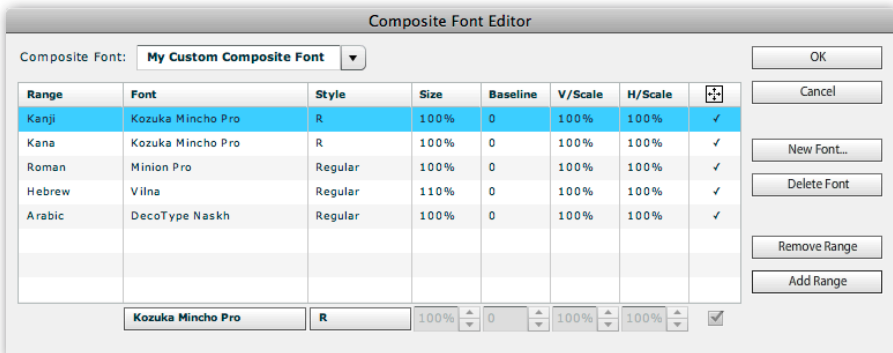 Composite Font Editor
Composite Font: My Custom Composite Font
OK
Cancel
Range Font Style Size Baseline V/Scale H/Scale
Kanji Kozuka Mincho Pro R 100% 0 100% 100% ✓
Kana Kozuka Mincho Pro R 100% 0 100% 100% ✓
Roman Minion Pro Regular 100% 0 100% 100% ✓
Hebrew Vilna Regular 110% 0 100% 100% ✓
Arabic DecoType Naskh Regular 100% 0 100% 100% ✓
New Font...
Delete Font
Remove Range
Add Range
Kozuka Mincho Pro R 100% 0 100% 100%